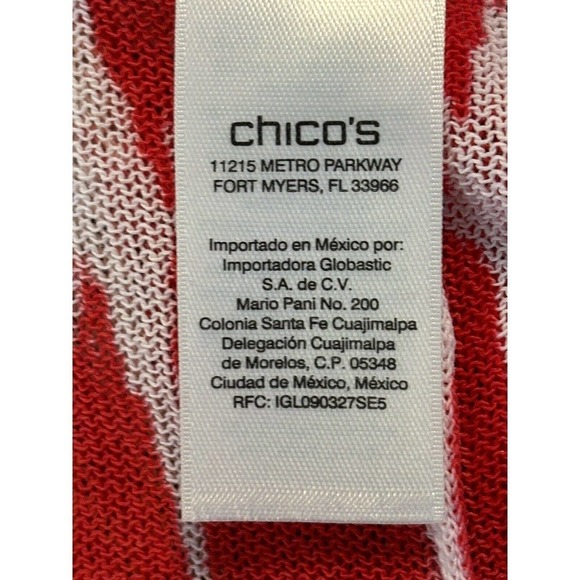 chico's
11215 METRO PARKWAY
FORT MYERS, FL 33966
Importado en México por:
Importadora Globastic
S.A. de C.V.
Mario Pani No. 200
Colonia Santa Fe Cuajimalpa
Delegación Cuajimalpa
de Morelos, C.P. 05348
Ciudad de México, México
RFC: IGL090327SE5